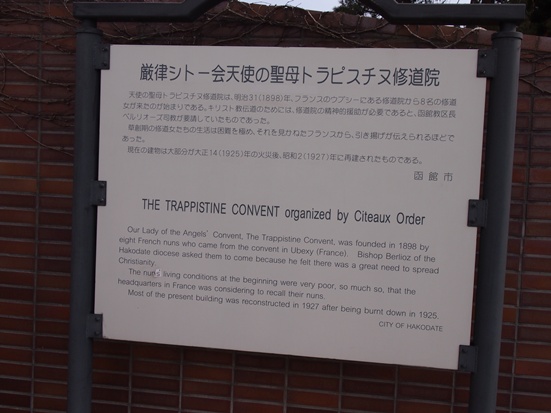 厳律シトー会天使の聖母トラピスチヌ修道院
天使の聖母トラピスチヌ修道院は、明治31(1898)年、フランスのウプシーにある修道院から8名の修道
女が来たのが始まりである。キリスト教伝道のためには、修道院の精神的援助が必要であると、函館教区長
ベルリオーズ司教が要請していたものであった。
草創期の修道女たちの生活は困難を極め、それを見かねたフランスから、引き揚げが伝えられるほどで
あった。
現在の建物は大部分が大正14(1925)年の火災後、昭和2(1927)年に再建されたものである。
函館市
THE TRAPPISTINE CONVENT organized by Citeaux Order
Our Lady of the Angels' Convent, The Trappistine Convent, was founded in 1898 by
eight French nuns who came from the convent in Ubexy (France). Bishop Berlioz of the
Hakodate diocese asked them to come because he felt there was a great need to spread
Christianity.
The nuns living conditions at the beginning were very poor, so much so, that the
headquarters in France was considering to recall their nuns.
Most of the present building was reconstructed in 1927 after being burnt down in 1925.
CITY OF HAKODATE